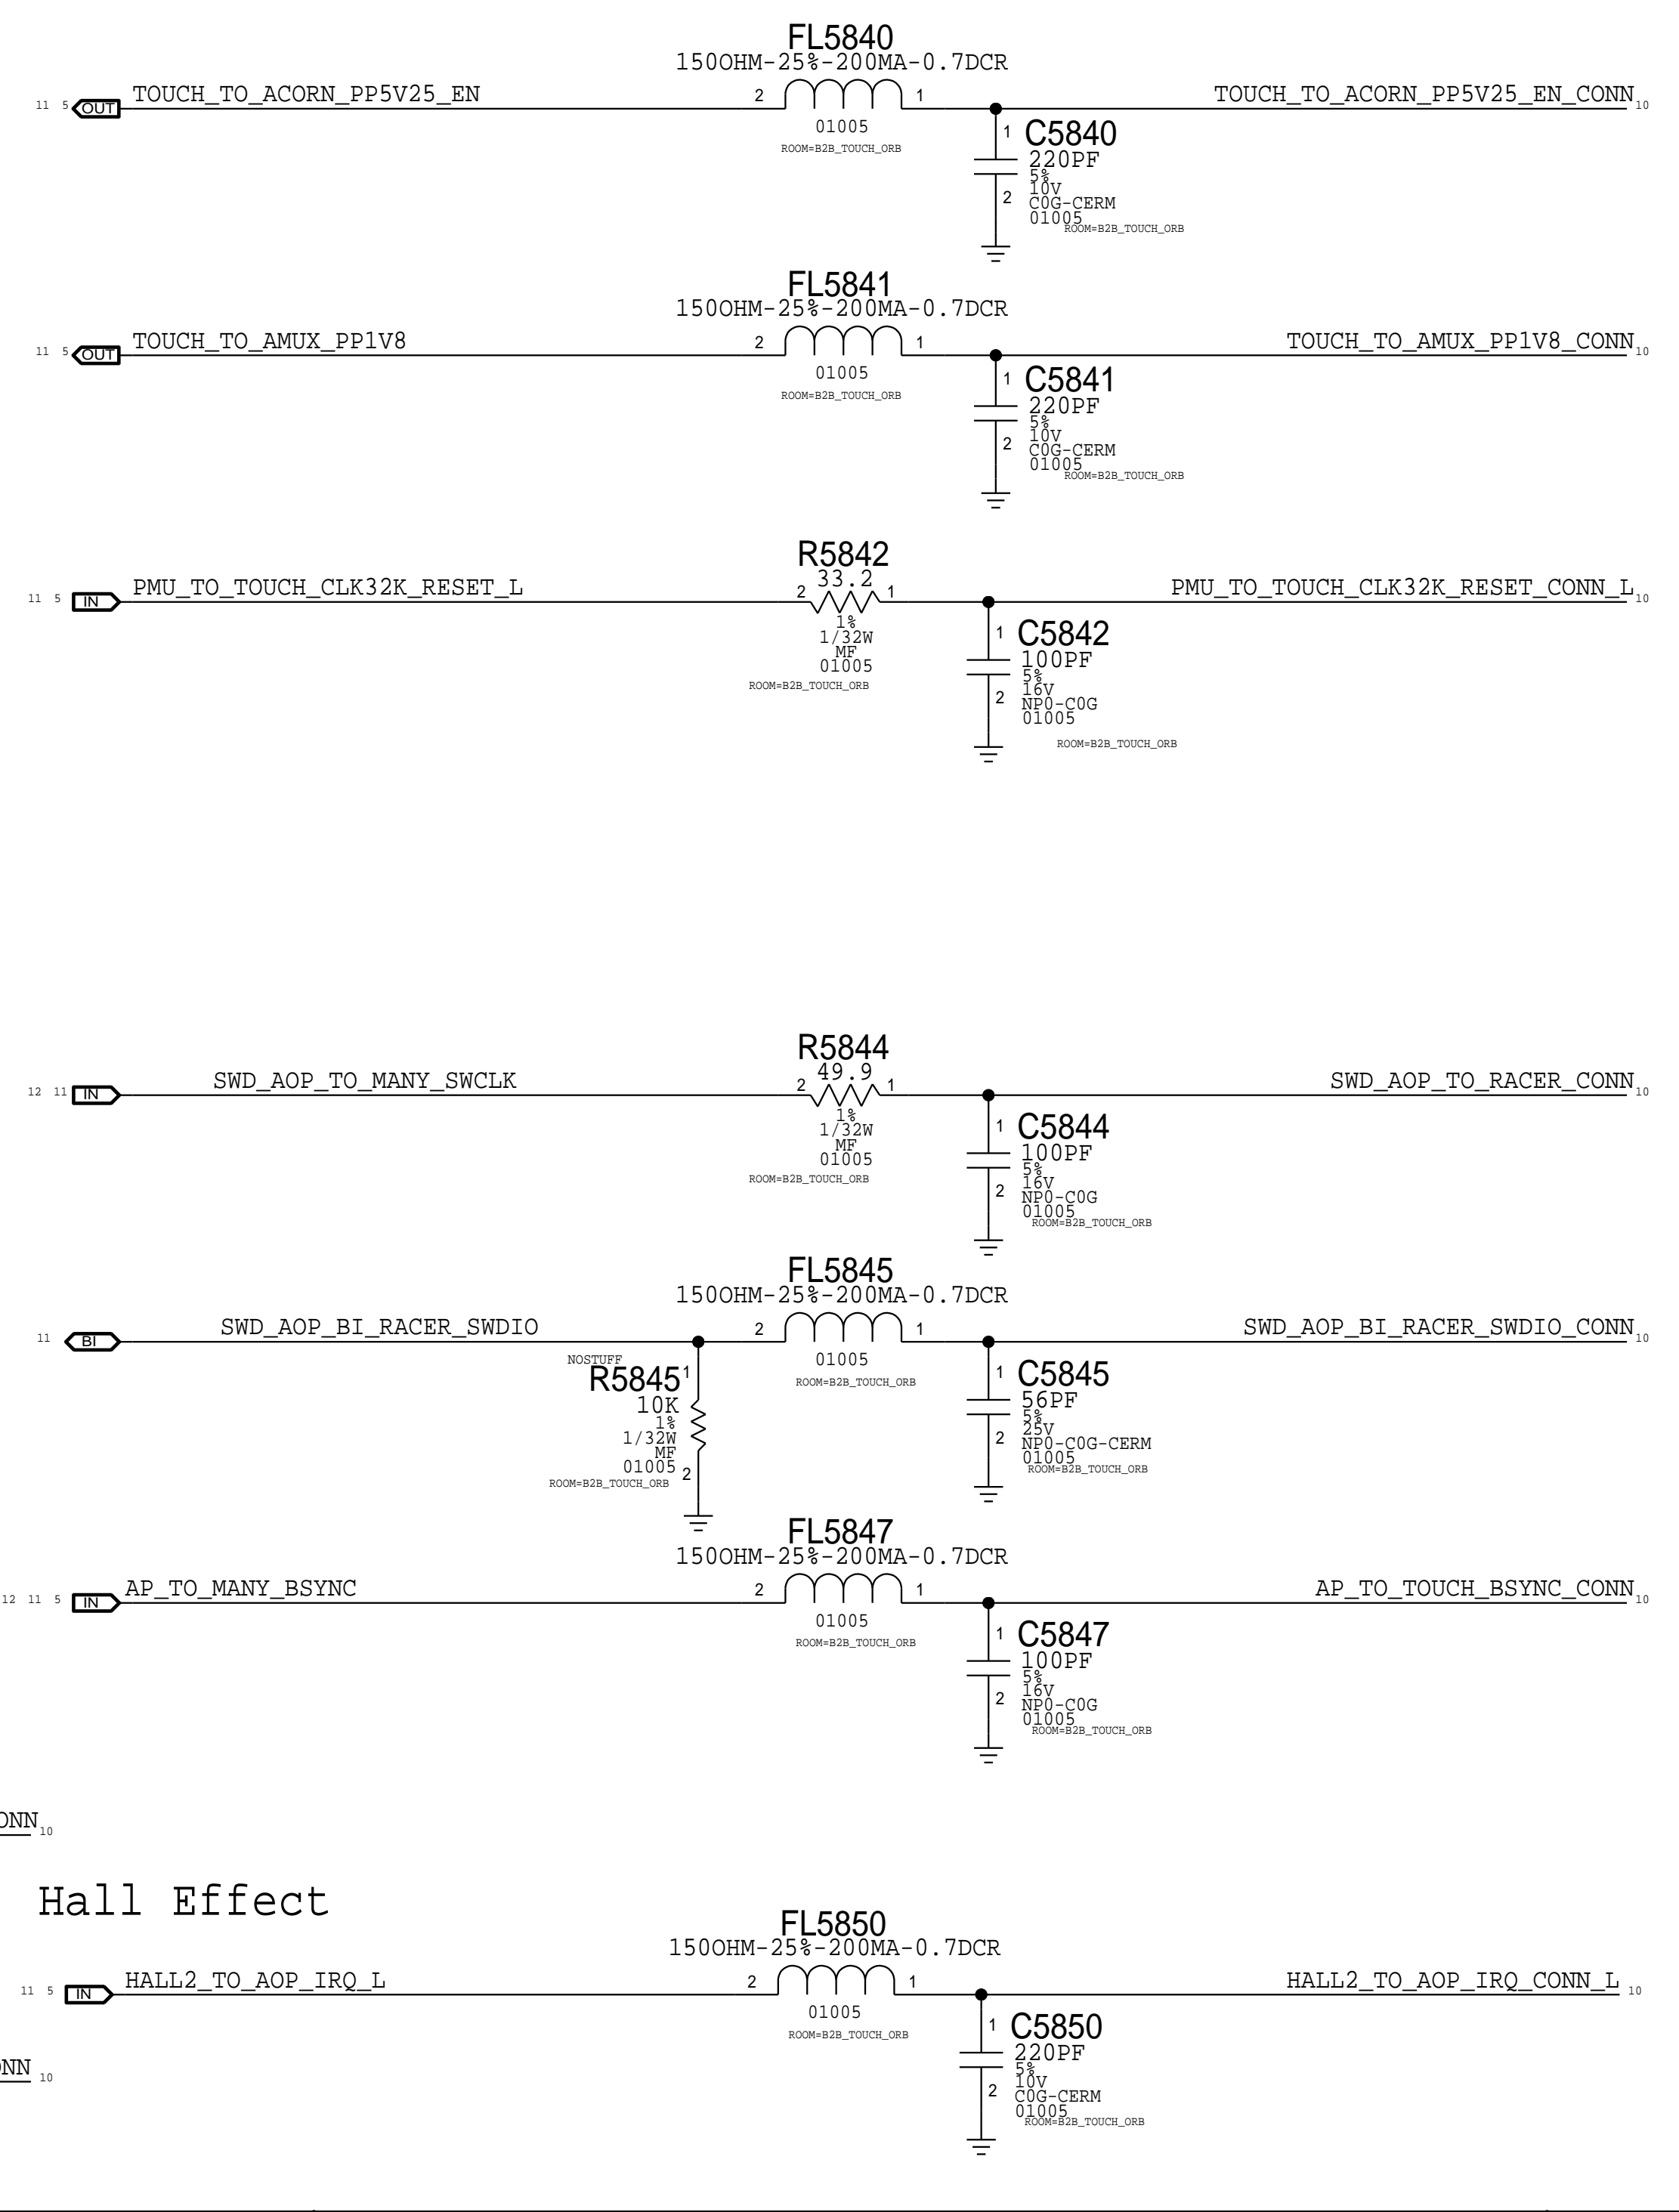 FL5840
150OHM-25%-200MA-0.7DCR
11 5 OUT TOUCH_TO_ACORN_PP5V25_EN 2 1 TOUCH_TO_ACORN_PP5V25_EN_CONN 10
01005
ROOM=B2B_TOUCH_ORB
1 C5840
220PF
5%
10V
2 C0G-CERM
01005
ROOM=B2B_TOUCH_ORB
FL5841
150OHM-25%-200MA-0.7DCR
11 5 OUT TOUCH_TO_AMUX_PP1V8 2 1 TOUCH_TO_AMUX_PP1V8_CONN 10
01005
ROOM=B2B_TOUCH_ORB
1 C5841
220PF
5%
10V
2 C0G-CERM
01005
ROOM=B2B_TOUCH_ORB
R5842
33.2
11 5 IN PMU_TO_TOUCH_CLK32K_RESET_L 2 1 PMU_TO_TOUCH_CLK32K_RESET_CONN_L 10
1%
1/32W
MF
01005
ROOM=B2B_TOUCH_ORB
1 C5842
100PF
5%
16V
2 NP0-C0G
01005
ROOM=B2B_TOUCH_ORB
R5844
49.9
12 11 IN SWD_AOP_TO_MANY_SWCLK 2 1 SWD_AOP_TO_RACER_CONN 10
1%
1/32W
MF
01005
ROOM=B2B_TOUCH_ORB
1 C5844
100PF
5%
16V
2 NP0-C0G
01005
ROOM=B2B_TOUCH_ORB
FL5845
150OHM-25%-200MA-0.7DCR
11 BI SWD_AOP_BI_RACER_SWDIO 2 1 SWD_AOP_BI_RACER_SWDIO_CONN 10
01005
ROOM=B2B_TOUCH_ORB
NOSTUFF
R5845 1
10K
1%
1/32W
MF
01005 2
ROOM=B2B_TOUCH_ORB
1 C5845
56PF
5%
25V
2 NP0-C0G-CERM
01005
ROOM=B2B_TOUCH_ORB
FL5847
150OHM-25%-200MA-0.7DCR
12 11 5 IN AP_TO_MANY_BSYNC 2 1 AP_TO_TOUCH_BSYNC_CONN 10
01005
ROOM=B2B_TOUCH_ORB
1 C5847
100PF
5%
16V
2 NP0-C0G
01005
ROOM=B2B_TOUCH_ORB
ONN 10
Hall Effect
FL5850
150OHM-25%-200MA-0.7DCR
11 5 IN HALL2_TO_AOP_IRQ_L 2 1 HALL2_TO_AOP_IRQ_CONN_L 10
01005
ROOM=B2B_TOUCH_ORB
1 C5850
220PF
5%
10V
2 C0G-CERM
01005
ROOM=B2B_TOUCH_ORB
NN 10